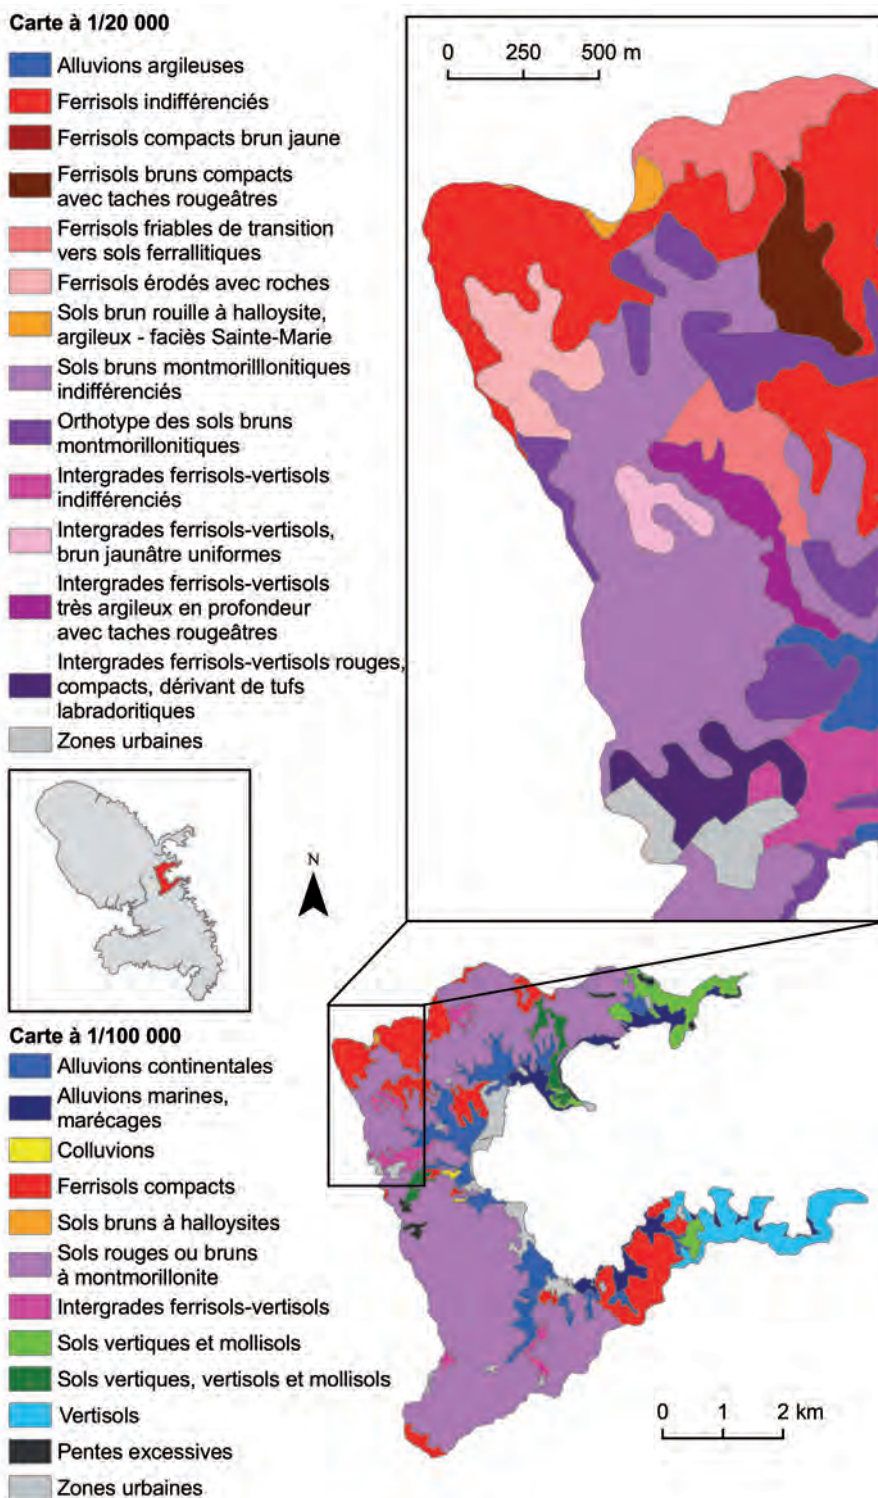 Carte à 1/20 000
0 250 500 m
Alluvions argileuses
Ferrisols indifférenciés
Ferrisols compacts brun jaune
Ferrisols bruns compacts
avec taches rougeâtres
Ferrisols friables de transition
vers sols ferrallitiques
Ferrisols érodés avec roches
Sols brun rouille à halloysite,
argileux - faciès Sainte-Marie
Sols bruns montmorilllonitiques
indifférenciés
Orthotype des sols bruns
montmorillonitiques
Intergrades ferrisols-vertisols
indifférenciés
Intergrades ferrisols-vertisols,
brun jaunâtre uniformes
Intergrades ferrisols-vertisols
très argileux en profondeur
avec taches rougeâtres
Intergrades ferrisols-vertisols rouges,
compacts, dérivant de tufs
labradoritiques
Zones urbaines
N
Carte à 1/100 000
Alluvions continentales
Alluvions marines,
marécages
Colluvions
Ferrisols compacts
Sols bruns à halloysites
Sols rouges ou bruns
à montmorillonite
Intergrades ferrisols-vertisols
Sols vertiques et mollisols
Sols vertiques, vertisols et mollisols
Vertisols
Pentes excessives
Zones urbaines
0 1 2 km